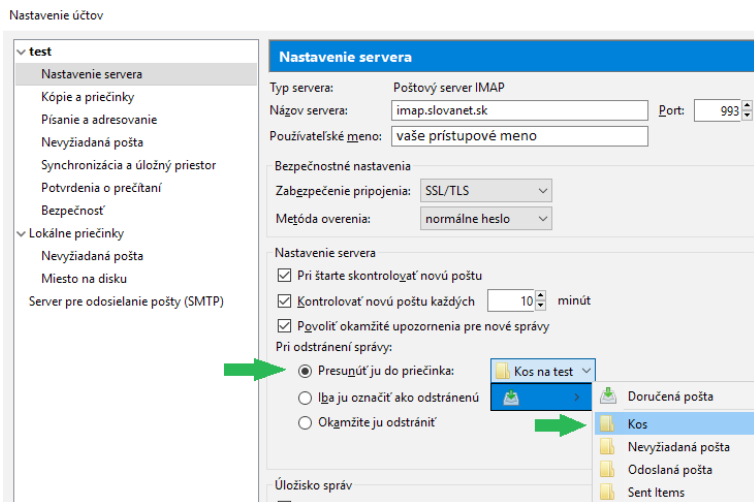 Nastavenie účtov
test
Nastavenie servera
Kópie a priečinky
Písanie a adresovanie
Nevyžiadaná pošta
Synchronizácia a úložný priestor
Potvrdenia o prečítaní
Bezpečnosť
Lokálne priečinky
Nevyžiadaná pošta
Miesto na disku
Server pre odosielanie pošty (SMTP)
Nastavenie servera
Typ servera: Poštový server IMAP
Názov servera: imap.slovanet.sk Port: 993
Používateľské meno: vaše prístupové meno
Bezpečnostné nastavenia
Zabezpečenie pripojenia: SSL/TLS
Metóda overenia: normálne heslo
Nastavenie servera
Pri štarte skontrolovať novú poštu
Kontrolovať novú poštu každých 10 minút
Povoliť okamžité upozornenia pre nové správy
Pri odstránení správy:
Presunúť ju do priečinka: Kos na test
Iba ju označiť ako odstránenú
Okamžite ju odstrániť
Doručená pošta
Kos
Nevyžiadaná pošta
Odoslaná pošta
Sent Items
Úložisko správ